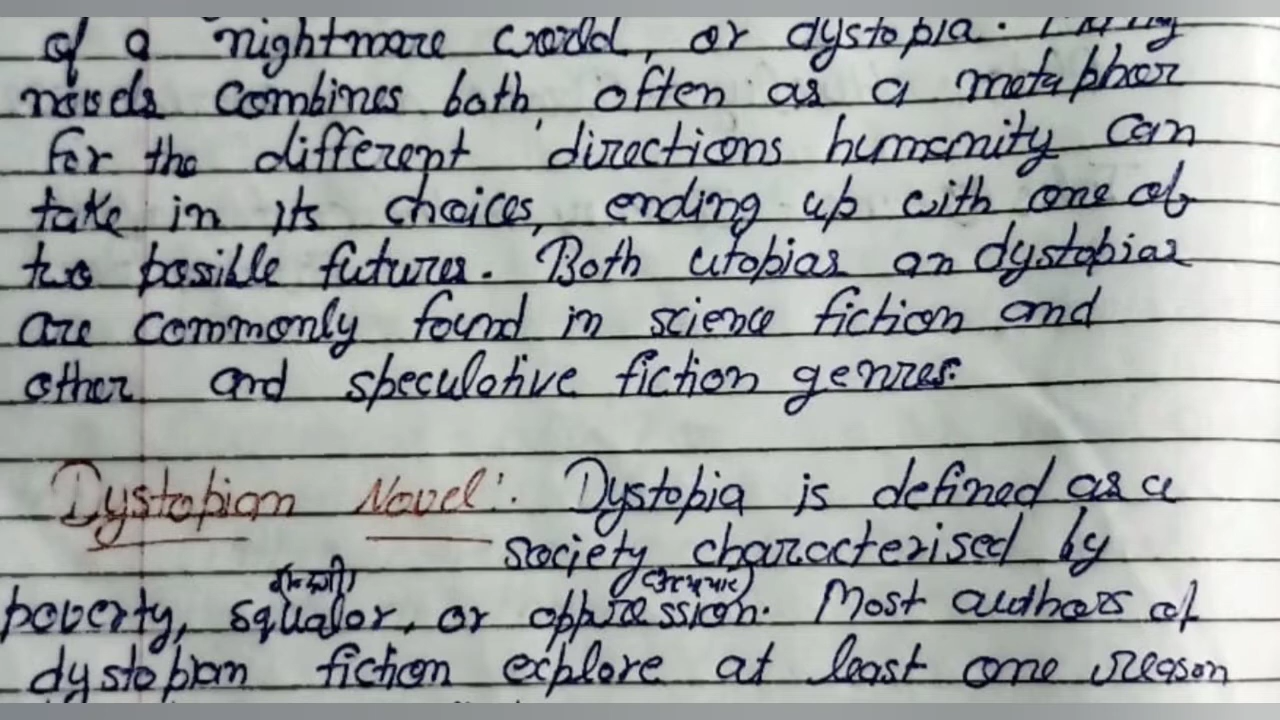 of a nightmare world, or dystopia. Many
novels combines both, often as a metaphor
for the different directions humanity can
take in its choices, ending up with one of
two possible futures. Both utopias an dystopias
are commonly found in science fiction and
other and speculative fiction genres.
Dystopian Novel: Dystopia is defined as a
society characterised by
poverty, squalor, or oppression. Most authors of
dystopian fiction explore at least one reason